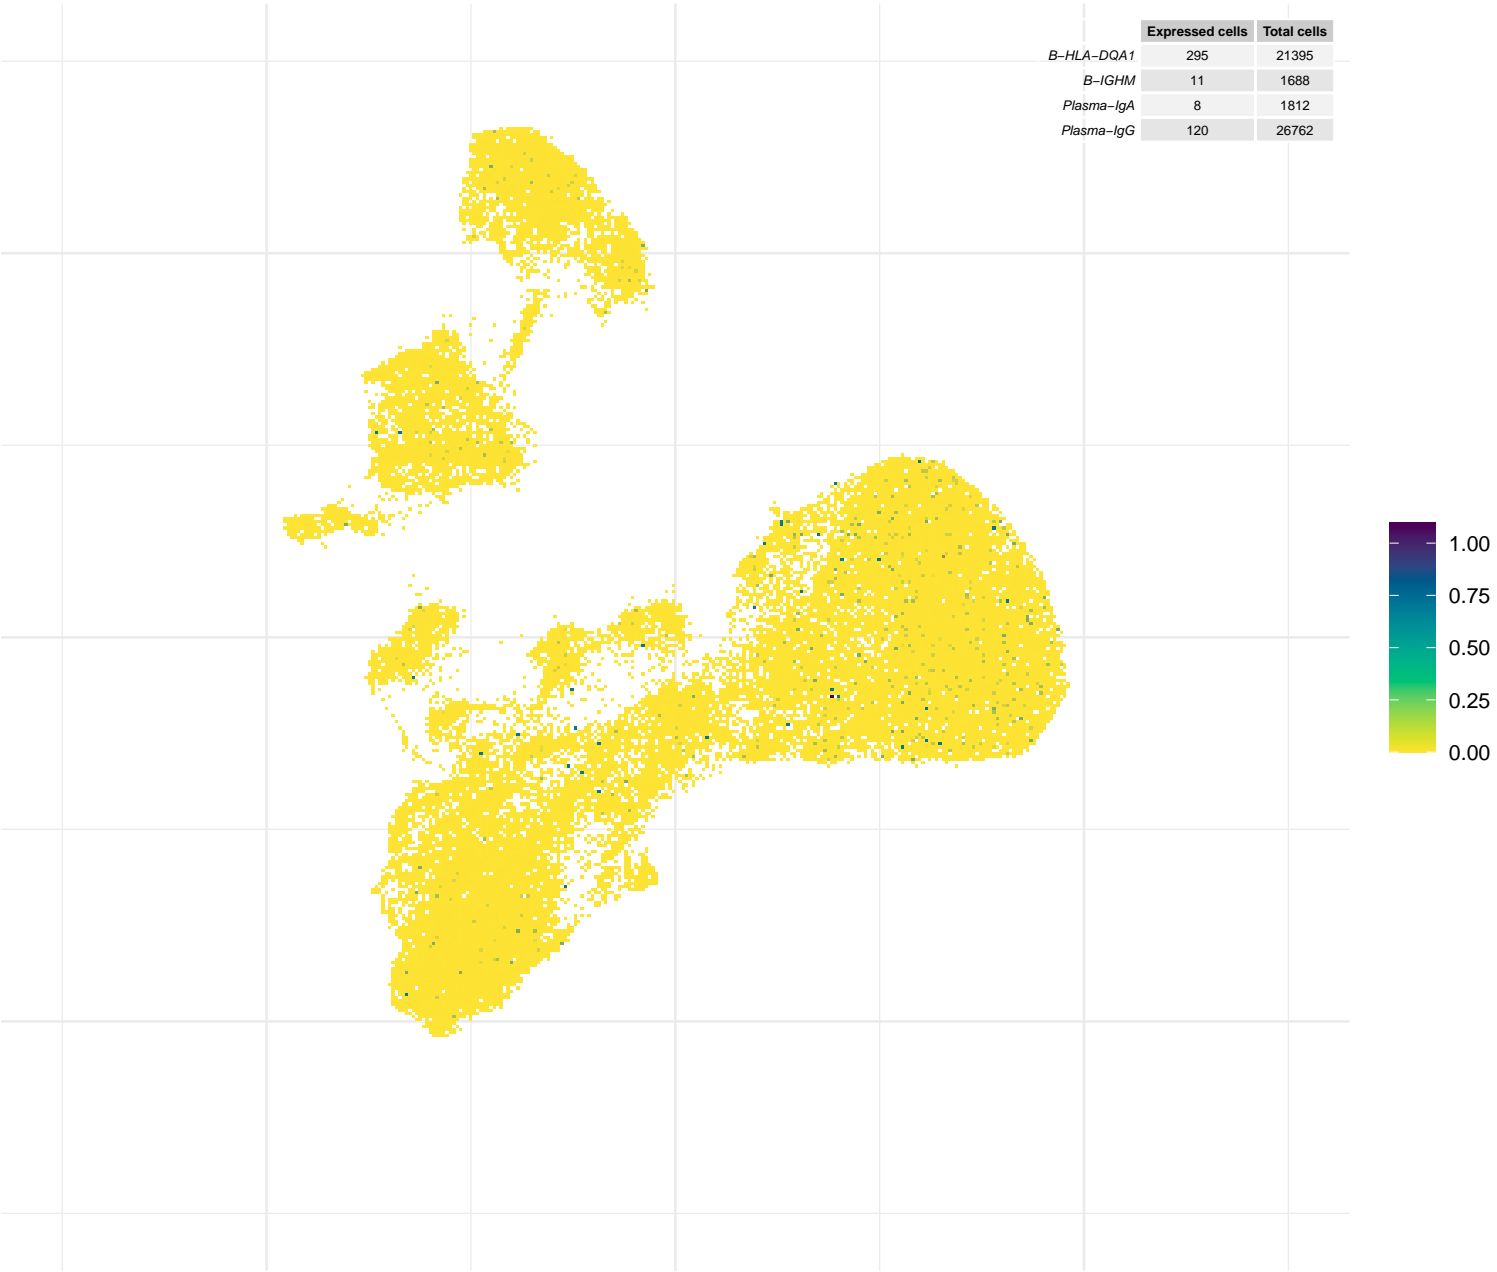 Expressed cells Total cells
B−HLA−DQA1 295 21395
B−IGHM 11 1688
Plasma−IgA 8 1812
Plasma−IgG 120 26762
1.00
0.75
0.50
0.25
0.00